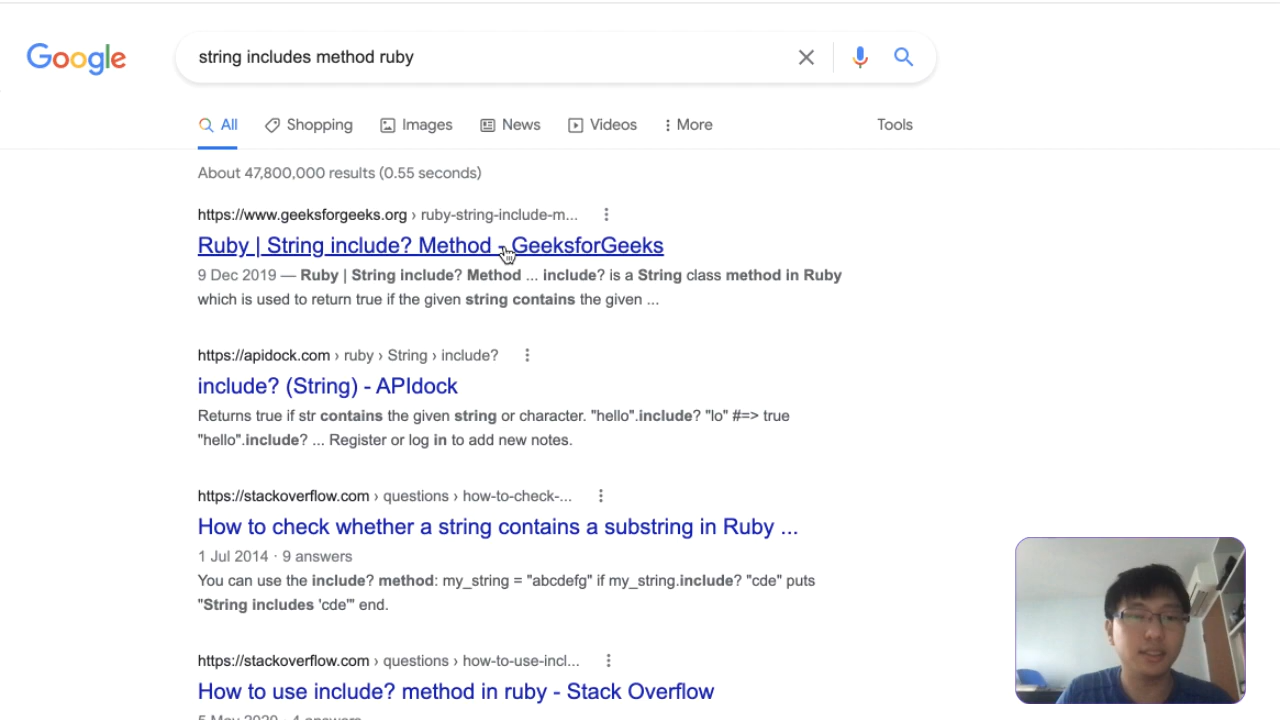 Google
string includes method ruby
All Shopping Images News Videos More Tools
About 47,800,000 results (0.55 seconds)
https://www.geeksforgeeks.org › ruby-string-include-m...
Ruby | String include? Method - GeeksforGeeks
9 Dec 2019 — Ruby | String include? Method ... include? is a String class method in Ruby
which is used to return true if the given string contains the given ...
https://apidock.com › ruby › String › include?
include? (String) - APIdock
Returns true if str contains the given string or character. "hello".include? "lo" #=> true
"hello".include? ... Register or log in to add new notes.
https://stackoverflow.com › questions › how-to-check-...
How to check whether a string contains a substring in Ruby ...
1 Jul 2014 · 9 answers
You can use the include? method: my_string = "abcdefg" if my_string.include? "cde" puts
"String includes 'cde'" end.
https://stackoverflow.com › questions › how-to-use-incl...
How to use include? method in ruby - Stack Overflow
5 May 2020 · 4 answers